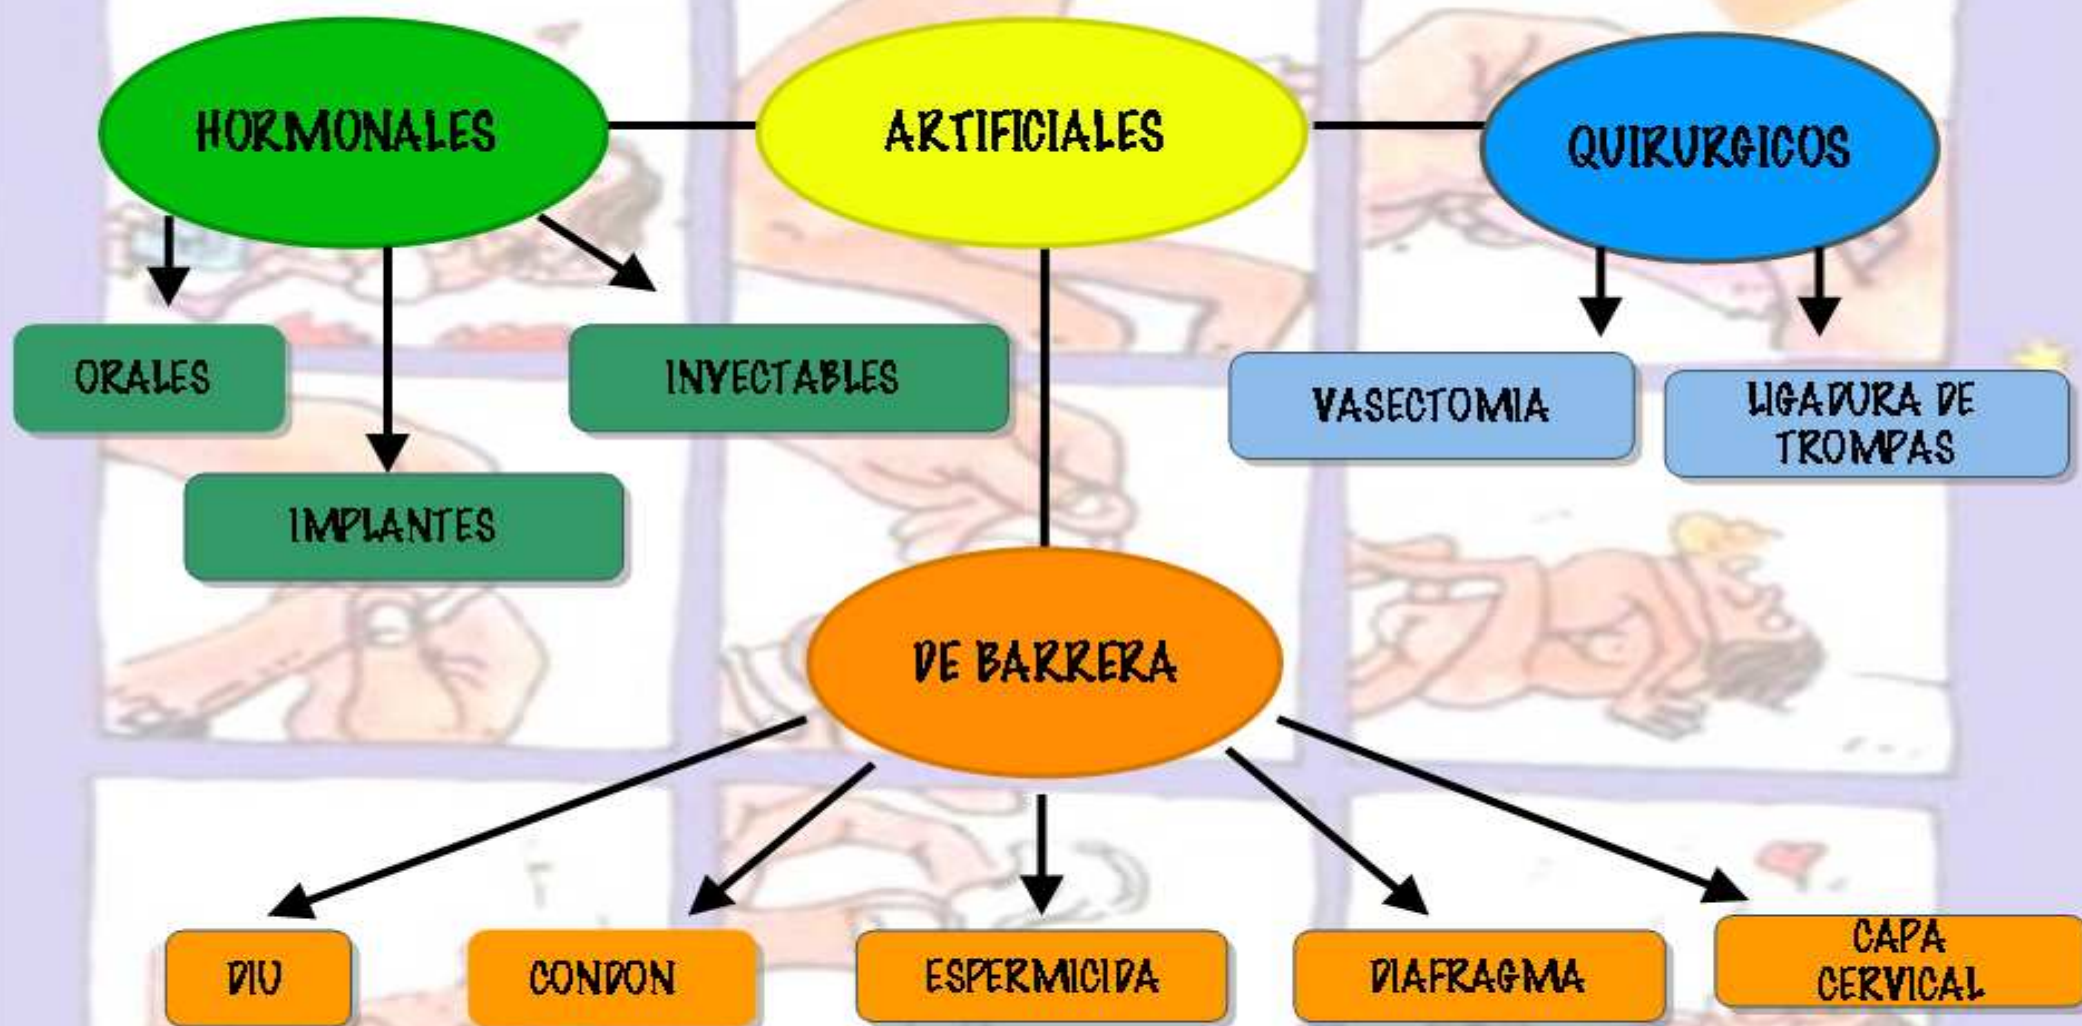 HORMONALES
ARTIFICIALES
QUIRURGICOS
ORALES
INYECTABLES
VASECTOMIA
LIGADURA DE
TROMPAS
IMPLANTES
DE BARRERA
DIU
CONDON
ESPERMICIDA
DIAFRAGMA
CAPA
CERVICAL